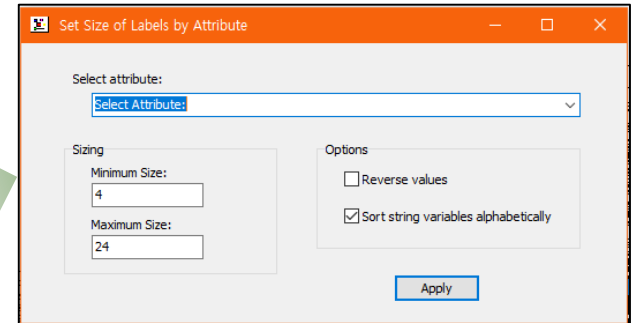 Set Size of Labels by Attribute
Select attribute:
Select Attribute:
Sizing
Minimum Size:
4
Maximum Size:
24
Options
Reverse values
Sort string variables alphabetically
Apply